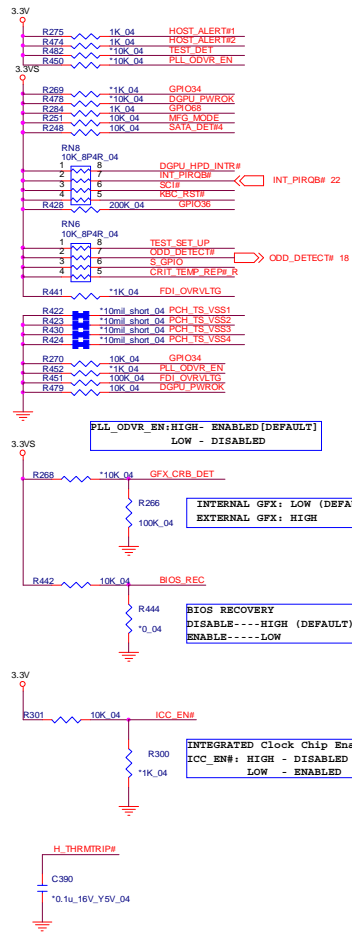 3.3V
R275 1K_04 HOST_ALERT#1
R474 1K_04 HOST_ALERT#2
R482 *10K_04 TEST_DET
R450 *10K_04 PLL_ODVR_EN
3.3VS
R269 *1K_04 GPIO34
R478 *10K_04 DGPU_PWROK
R284 1K_04 GPIO68
R251 10K_04 MFG_MODE
R248 10K_04 SATA_DET#4
RN8
10K_8P4R_04
1 8 DGPU_HPD_INTR#
2 7 INT_PIRQB# INT_PIRQB# 22
3 6 SCI#
4 5 KBC_RST#
R428 200K_04 GPIO36
RN6
10K_8P4R_04
1 8 TEST_SET_UP
2 7 ODD_DETECT# ODD_DETECT# 18
3 6 S_GPIO
4 5 CRIT_TEMP_REP#_R
R441 *1K_04 FDI_OVRVLTG
R422 *10mil_short_04 PCH_TS_VSS1
R423 *10mil_short_04 PCH_TS_VSS2
R430 *10mil_short_04 PCH_TS_VSS3
R424 *10mil_short_04 PCH_TS_VSS4
R270 10K_04 GPIO34
R452 *1K_04 PLL_ODVR_EN
R451 100K_04 FDI_OVRVLTG
R479 10K_04 DGPU_PWROK
PLL_ODVR_EN:HIGH- ENABLED[DEFAULT]
LOW - DISABLED
3.3VS
R268 *10K_04 GFX_CRB_DET
R266
100K_04
INTERNAL GFX: LOW (DEFA
EXTERNAL GFX: HIGH
R442 10K_04 BIOS_REC
R444
*0_04
BIOS RECOVERY
DISABLE----HIGH (DEFAULT)
ENABLE-----LOW
3.3V
R301 10K_04 ICC_EN#
R300
*1K_04
INTEGRATED Clock Chip Ena
ICC_EN#: HIGH - DISABLED
LOW - ENABLED
H_THRMTRIP#
C390
*0.1u_16V_Y5V_04